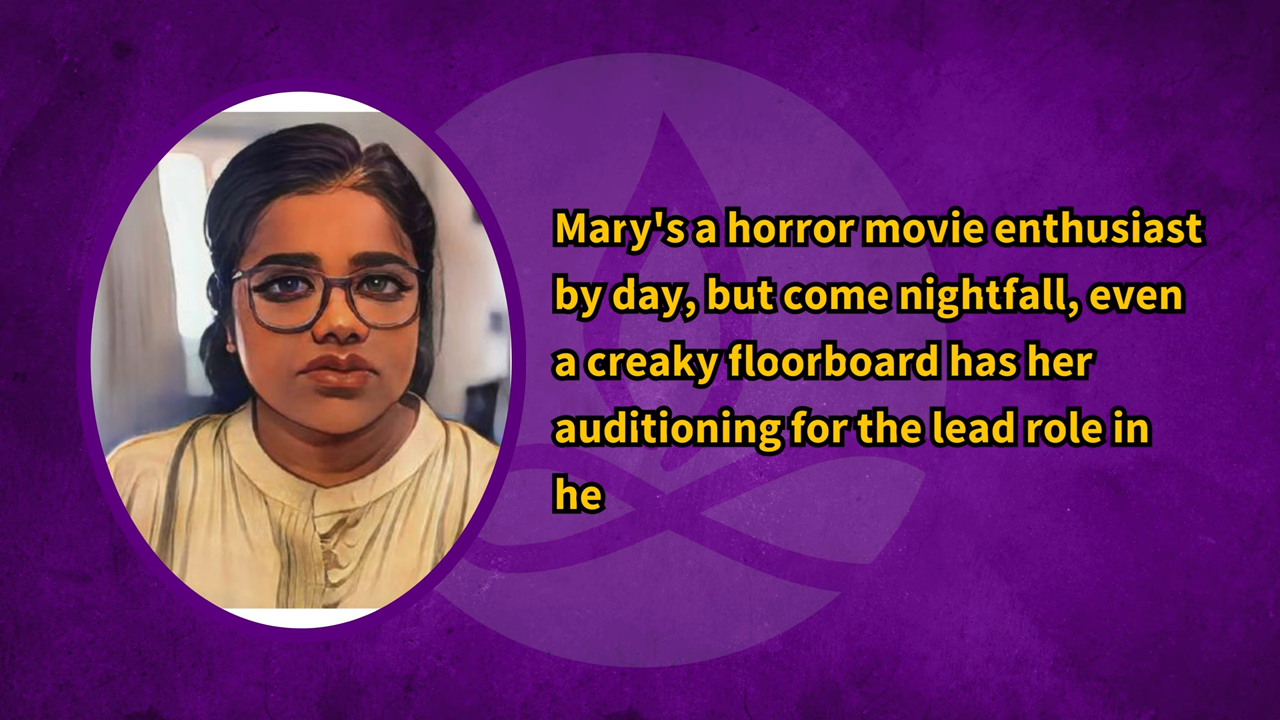 Mary's a horror movie enthusiast
by day, but come nightfall, even
a creaky floorboard has her
auditioning for the lead role in
he